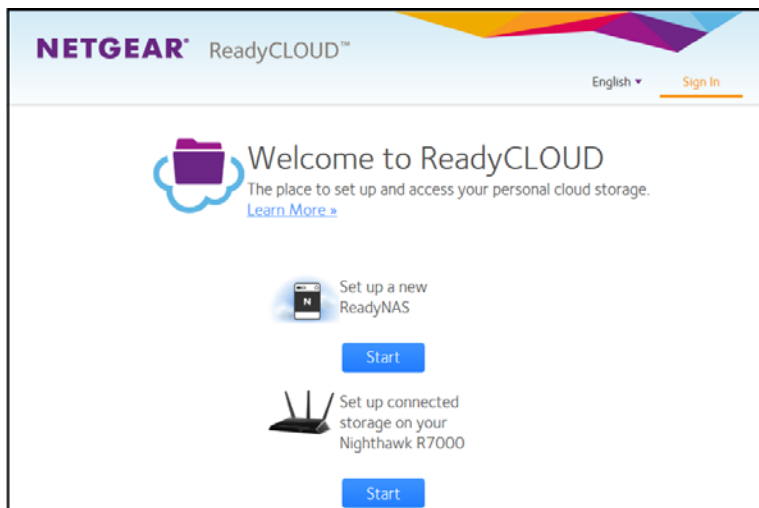 NETGEAR® ReadyCLOUD™
English ▾ Sign In
Welcome to ReadyCLOUD
The place to set up and access your personal cloud storage.
Learn More »
Set up a new
ReadyNAS
N
Start
Set up connected
storage on your
Nighthawk R7000
Start